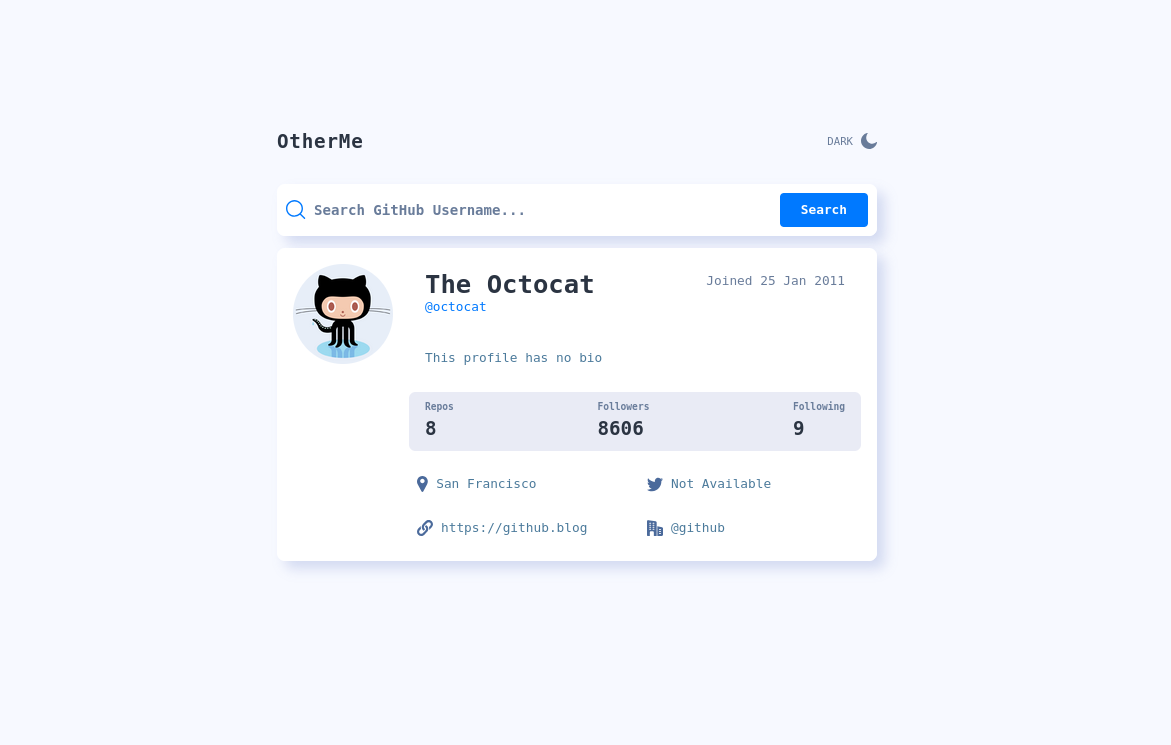 OtherMe
DARK
Search GitHub Username...
Search
The Octocat
Joined 25 Jan 2011
@octocat
This profile has no bio
Repos
Followers
Following
8
8606
9
San Francisco
Not Available
https://github.blog
@github